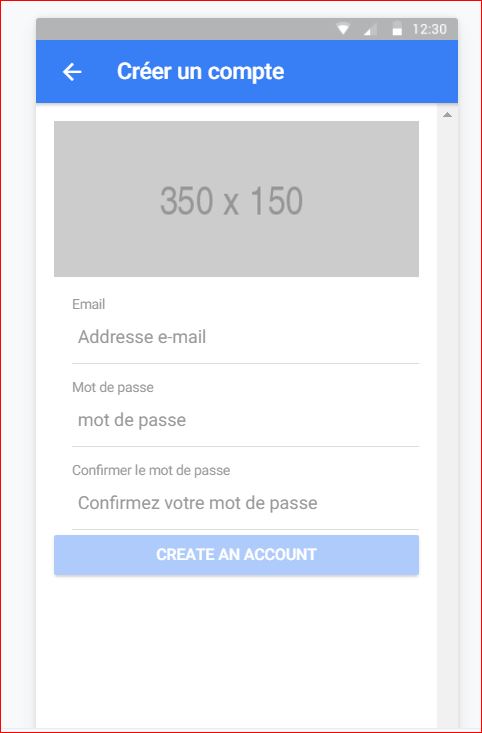 12:30
Créer un compte
350 x 150
Email
Addresse e-mail
Mot de passe
mot de passe
Confirmer le mot de passe
Confirmez votre mot de passe
CREATE AN ACCOUNT